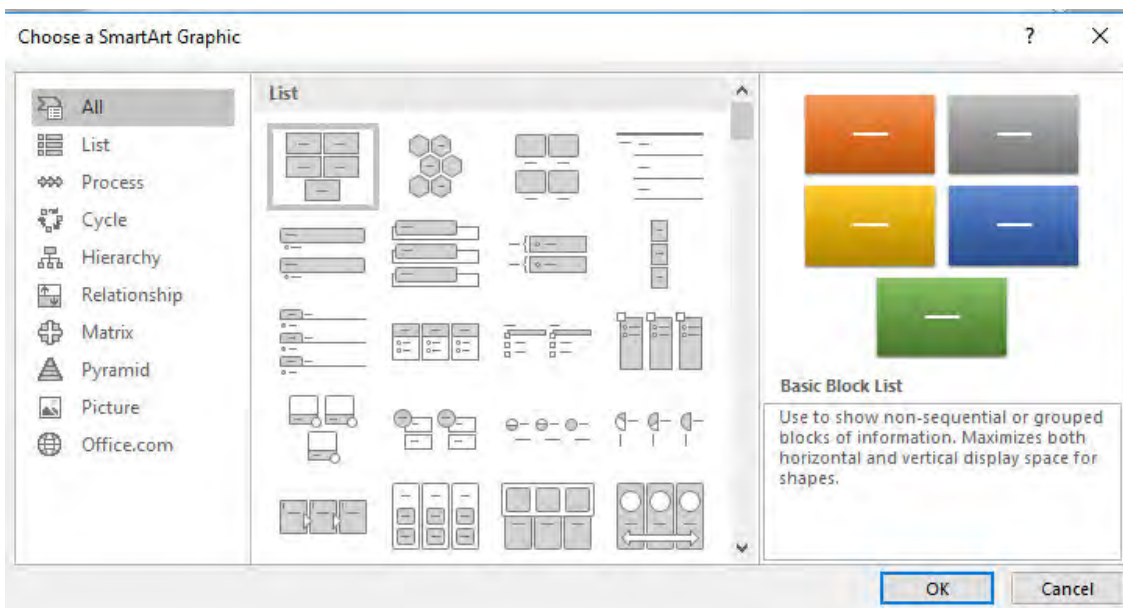 Choose a SmartArt Graphic
?
All
List
Process
Cycle
Hierarchy
Relationship
Matrix
Pyramid
Picture
Office.com
List
Basic Block List
Use to show non-sequential or grouped
blocks of information. Maximizes both
horizontal and vertical display space for
shapes.
OK
Cancel